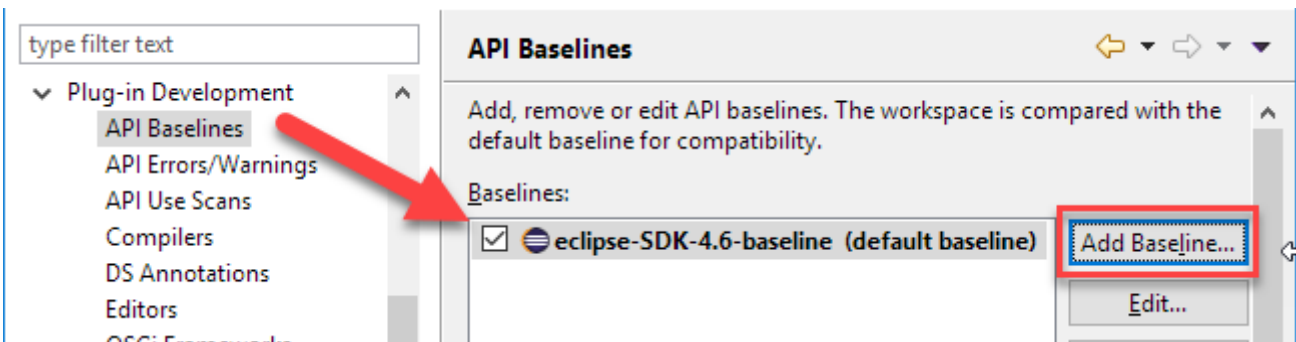 type filter text
Plug-in Development
API Baselines
API Errors/Warnings
API Use Scans
Compilers
DS Annotations
Editors
API Baselines
Add, remove or edit API baselines. The workspace is compared with the
default baseline for compatibility.
Baselines:
eclipse-SDK-4.6-baseline (default baseline)
Add Baseline...
Edit...